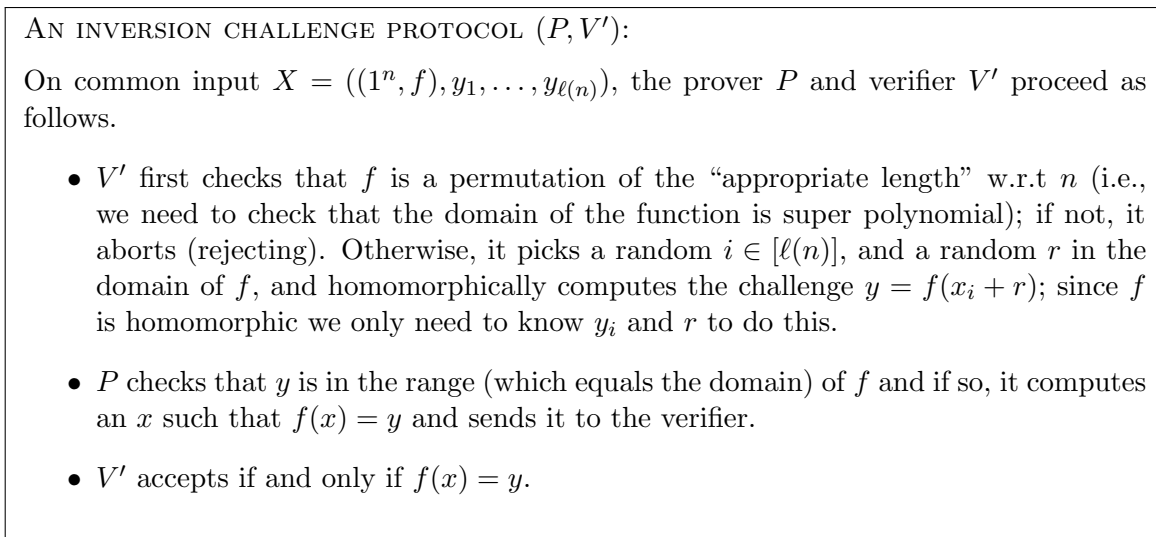 AN INVERSION CHALLENGE PROTOCOL (P, V′):
On common input X = ((1ⁿ, f), y₁, . . . , y_ℓ(n)), the prover P and verifier V′ proceed as
follows.
• V′ first checks that f is a permutation of the “appropriate length” w.r.t n (i.e.,
we need to check that the domain of the function is super polynomial); if not, it
aborts (rejecting). Otherwise, it picks a random i ∈ [ℓ(n)], and a random r in the
domain of f, and homomorphically computes the challenge y = f(xᵢ + r); since f
is homomorphic we only need to know yᵢ and r to do this.
• P checks that y is in the range (which equals the domain) of f and if so, it computes
an x such that f(x) = y and sends it to the verifier.
• V′ accepts if and only if f(x) = y.